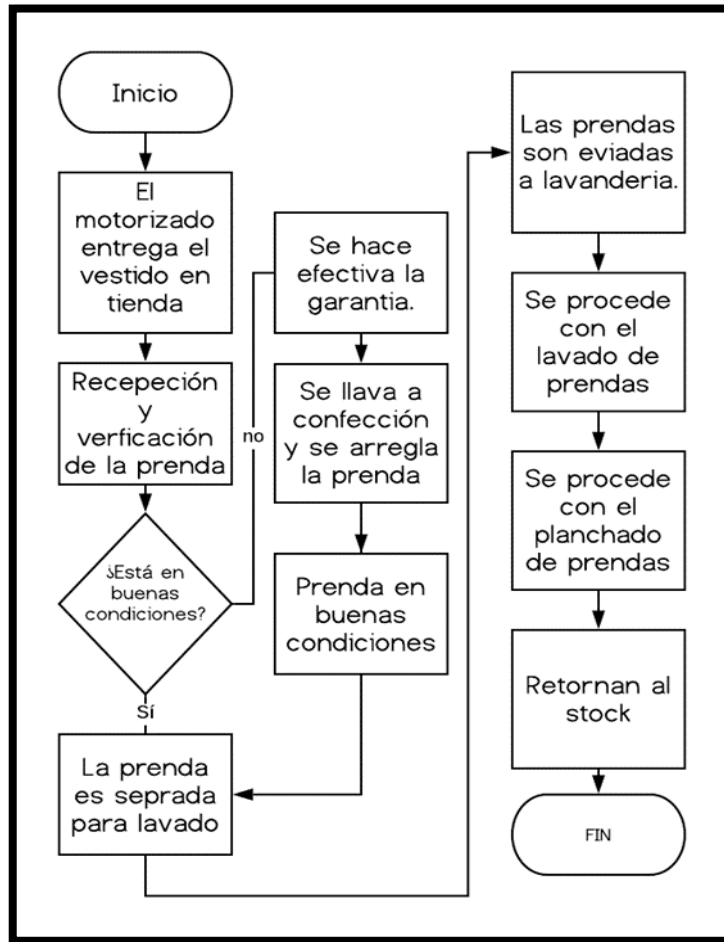 Inicio
El
motorizado
entrega el
vestido en
tienda
Recepeción
y
verficación
de la prenda
¿Está en
buenas
condiciones?
no
Sí
La prenda
es seprada
para lavado
Se hace
efectiva la
garantia.
Se llava a
confección
y se arregla
la prenda
Prenda en
buenas
condiciones
Las prendas
son eviadas
a lavanderia.
Se procede
con el
lavado de
prendas
Se procede
con el
planchado
de prendas
Retornan al
stock
FIN